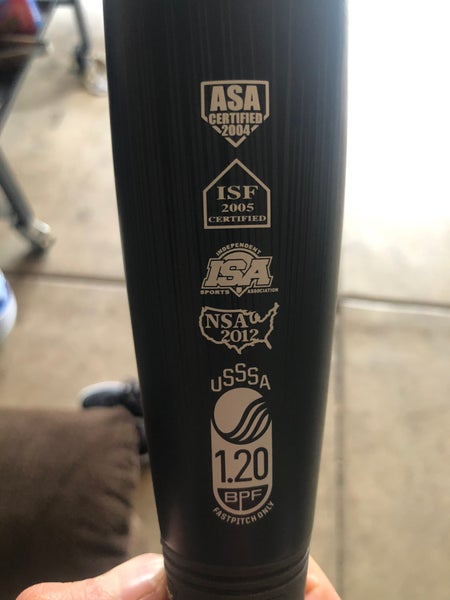 ASA
CERTIFIED
2004
ISF
2005
CERTIFIED
INDEPENDENT
ISA
SPORTS ASSOCIATION
NSA
2012
USSSA
1.20
BPF
FASTPITCH ONLY